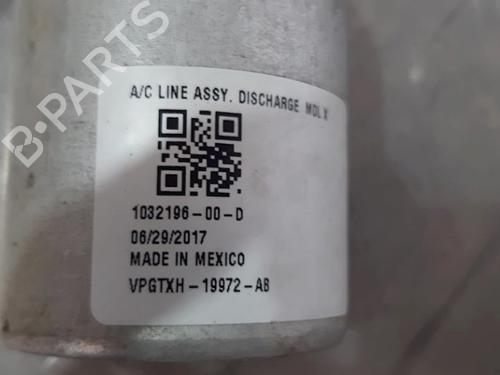 A/C LINE ASSY. DISCHARGE MDL X
1032196-00-D
06/29/2017
MADE IN MEXICO
VPGTXH-19972-AB
B-PARTS